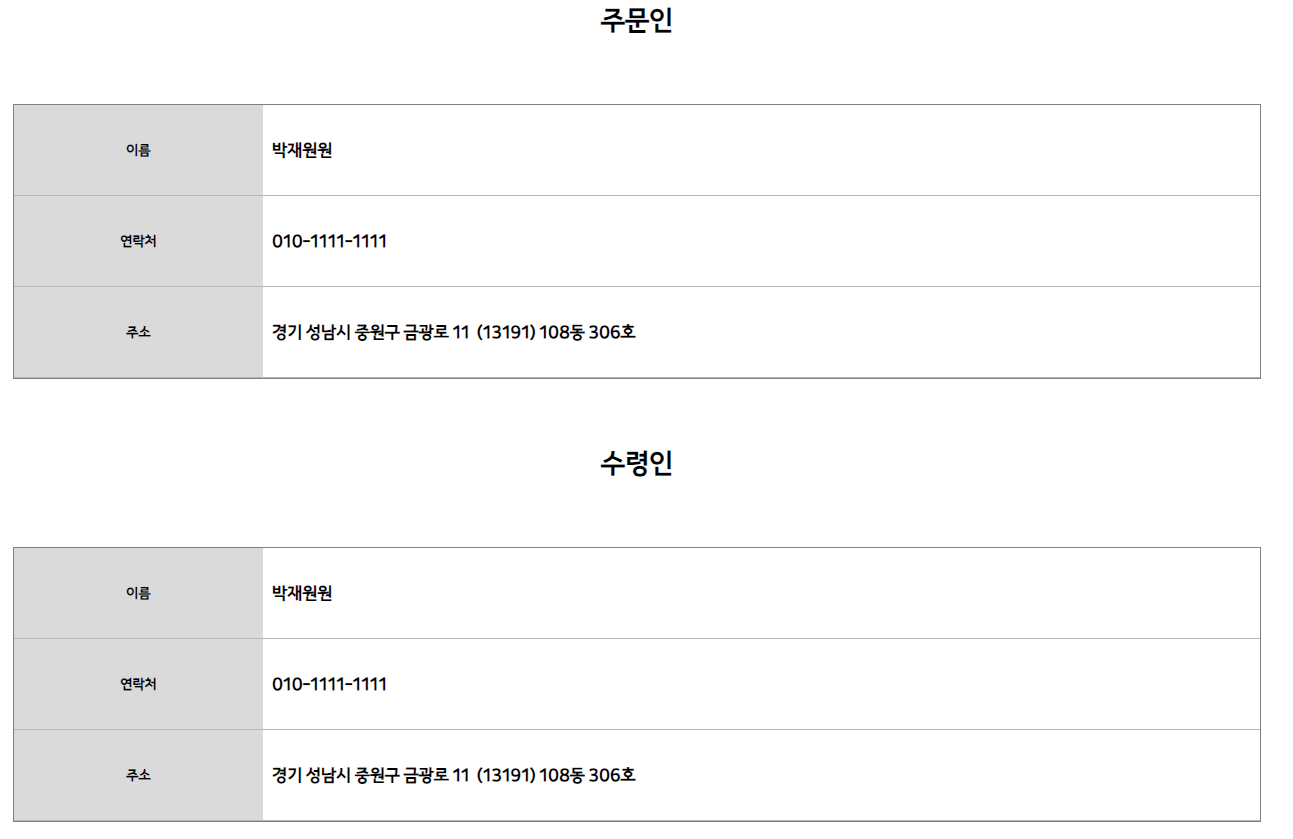 주문인
이름 박재원원
연락처 010-1111-1111
주소 경기 성남시 중원구 금광로 11 (13191) 108동 306호
수령인
이름 박재원원
연락처 010-1111-1111
주소 경기 성남시 중원구 금광로 11 (13191) 108동 306호